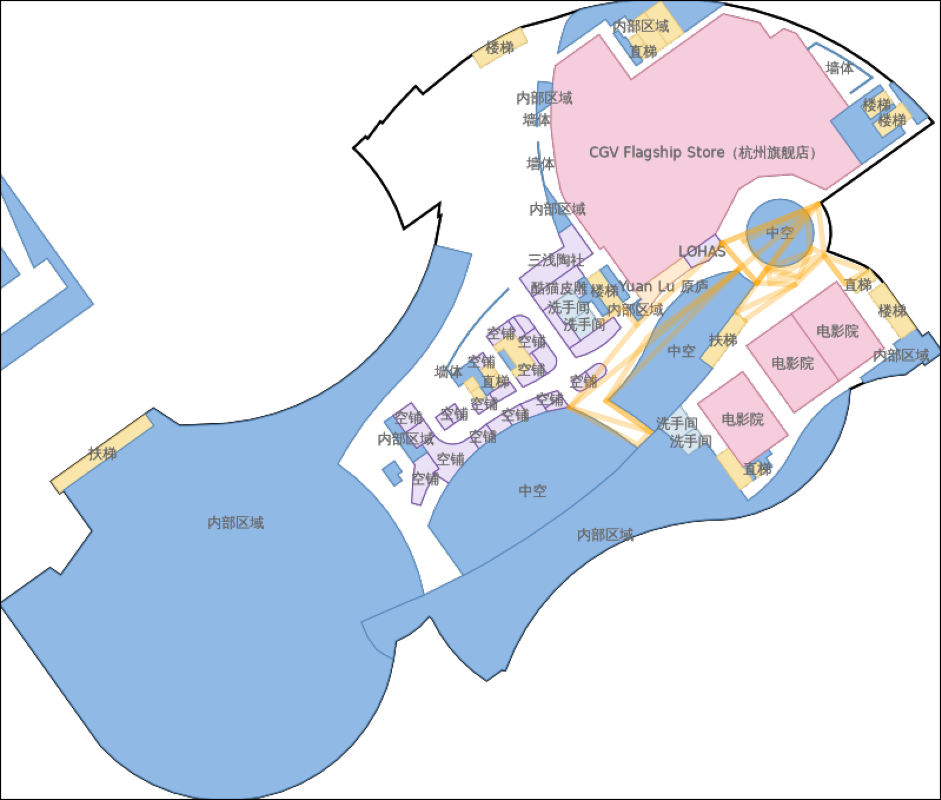 内部区域
楼梯
直梯
墙体
内部区域
楼梯
墙体
楼梯
CGV Flagship Store（杭州旗舰店）
墙体
内部区域
中空
LOHAS
三浅陶社
酷猫皮雕
楼梯
Yuan Lu 原庐
直梯
洗手间
内部区域
楼梯
洗手间
空铺
空铺
扶梯
电影院
中空
内部区域
空铺
电影院
墙体
空铺
直梯
空铺
空铺
空铺
空铺
空铺
空铺
电影院
洗手间
内部区域
空铺
洗手间
扶梯
空铺
直梯
空铺
中空
内部区域
内部区域